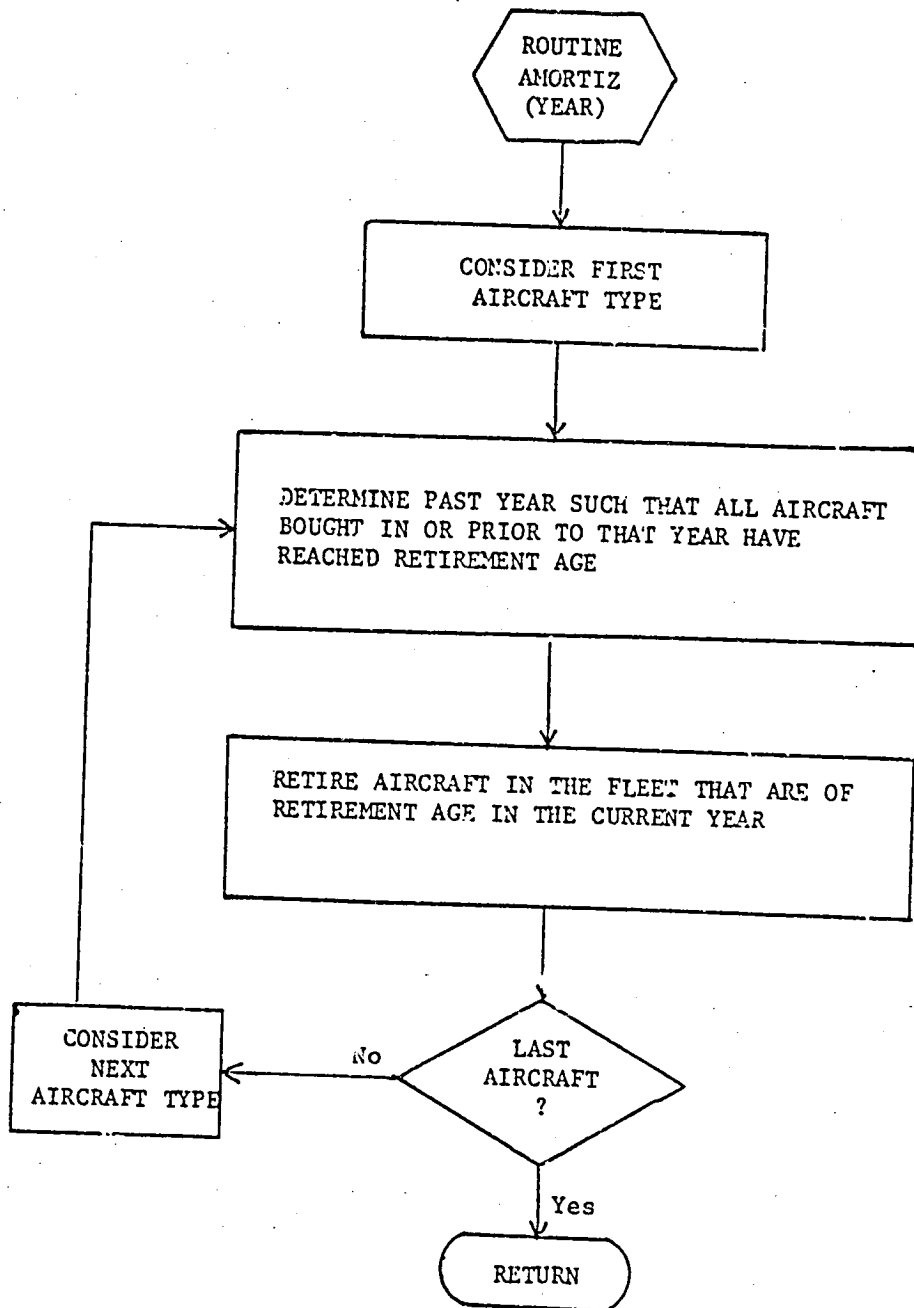 ROUTINE
AMORTIZ
(YEAR)
CONSIDER FIRST
AIRCRAFT TYPE
DETERMINE PAST YEAR SUCH THAT ALL AIRCRAFT
BOUGHT IN OR PRIOR TO THAT YEAR HAVE
REACHED RETIREMENT AGE
RETIRE AIRCRAFT IN THE FLEET THAT ARE OF
RETIREMENT AGE IN THE CURRENT YEAR
LAST
AIRCRAFT
?
No
CONSIDER
NEXT
AIRCRAFT TYPE
Yes
RETURN